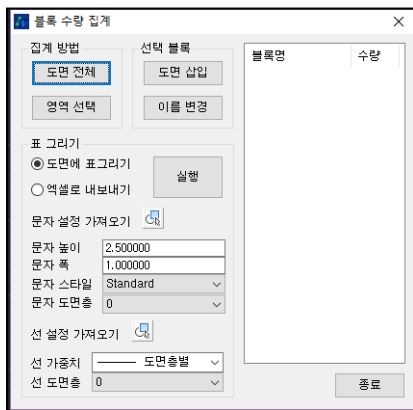 블록 수량 집계
집계 방법
도면 전체
영역 선택
선택 블록
도면 삽입
이름 변경
표 그리기
도면에 표그리기
엑셀로 내보내기
실행
문자 설정 가져오기
문자 높이 2.500000
문자 폭 1.000000
문자 스타일 Standard
문자 도면층 0
선 설정 가져오기
선 가중치 도면층별
선 도면층 0
블록명 수량
종료